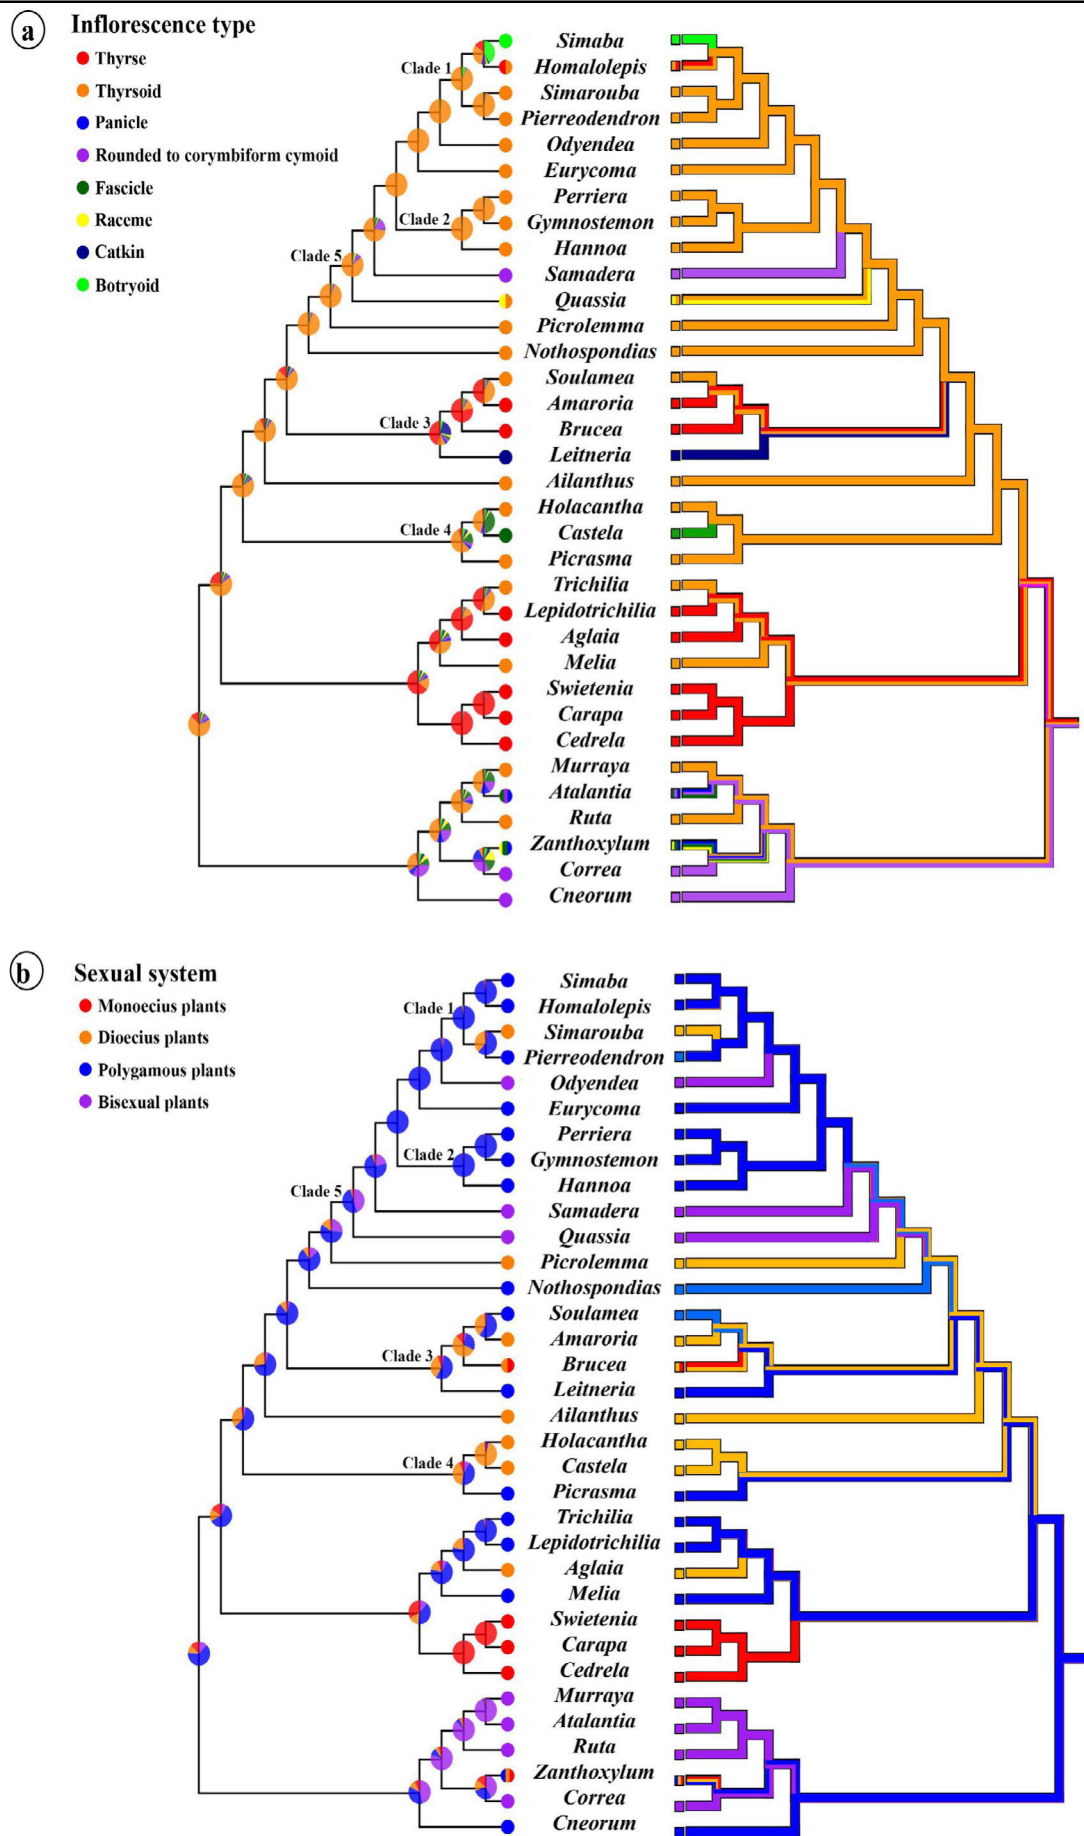 a
Inflorescence type
Thyrse
Thyrsoid
Panicle
Rounded to corymbiform cymoid
Fascicle
Raceme
Catkin
Botryoid
Clade 1
Clade 2
Clade 5
Clade 3
Clade 4
Simaba
Homalolepis
Simarouba
Pierreodendron
Odyendea
Eurycoma
Perriera
Gymnostemon
Hannoa
Samadera
Quassia
Picrolemma
Nothospondias
Soulamea
Amaroria
Brucea
Leitneria
Ailanthus
Holacantha
Castela
Picrasma
Trichilia
Lepidotrichilia
Aglaia
Melia
Swietenia
Carapa
Cedrela
Murraya
Atalantia
Ruta
Zanthoxylum
Correa
Cneorum
b
Sexual system
Monoecius plants
Dioecius plants
Polygamous plants
Bisexual plants
Clade 1
Clade 2
Clade 5
Clade 3
Clade 4
Simaba
Homalolepis
Simarouba
Pierreodendron
Odyendea
Eurycoma
Perriera
Gymnostemon
Hannoa
Samadera
Quassia
Picrolemma
Nothospondias
Soulamea
Amaroria
Brucea
Leitneria
Ailanthus
Holacantha
Castela
Picrasma
Trichilia
Lepidotrichilia
Aglaia
Melia
Swietenia
Carapa
Cedrela
Murraya
Atalantia
Ruta
Zanthoxylum
Correa
Cneorum